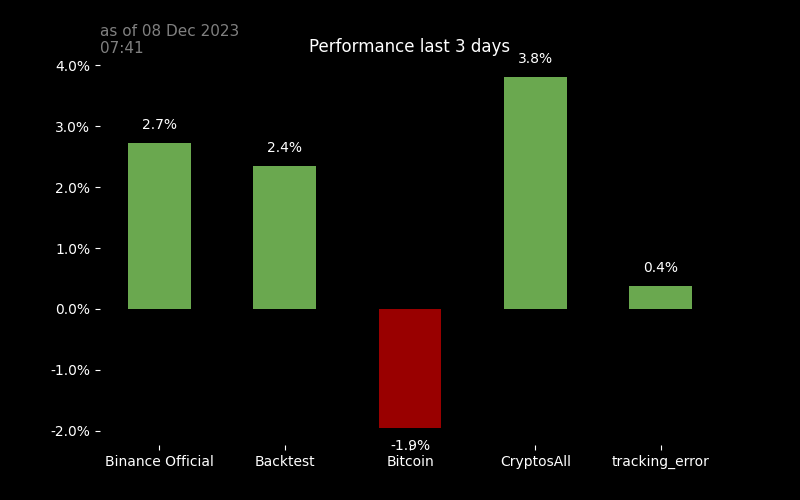 as of 08 Dec 2023
07:41
Performance last 3 days
4.0%
3.0%
2.0%
1.0%
0.0%
-1.0%
-2.0%
2.7%
2.4%
-1.9%
3.8%
0.4%
Binance Official
Backtest
Bitcoin
CryptosAll
tracking_error